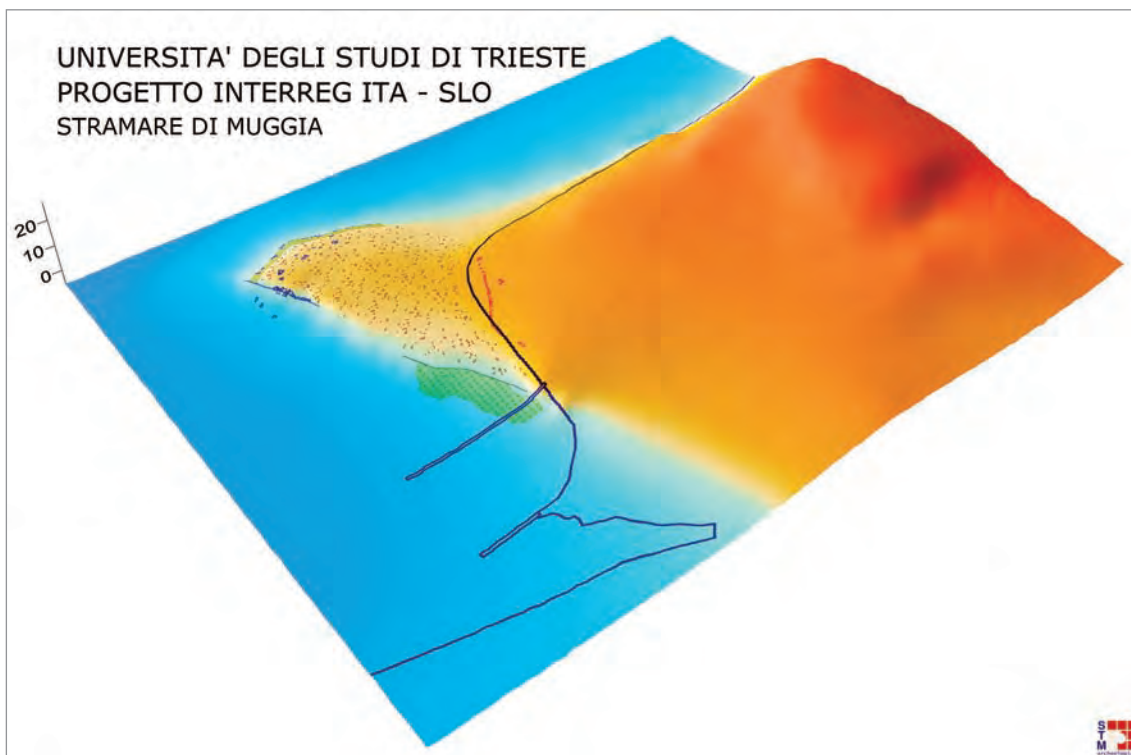 UNIVERSITA' DEGLI STUDI DI TRIESTE
PROGETTO INTERREG ITA - SLO
STRAMARE DI MUGGIA
20
10
0
S
T
M